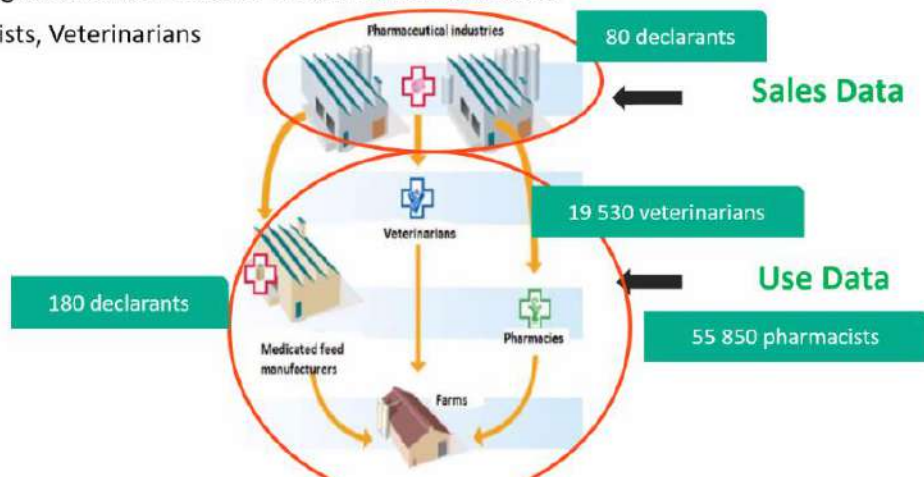 ists, Veterinarians
Pharmaceutical industries
80 declarants
Sales Data
Veterinarians
19 530 veterinarians
Use Data
180 declarants
Pharmacies
55 850 pharmacists
Medicated feed
manufacturers
Farms